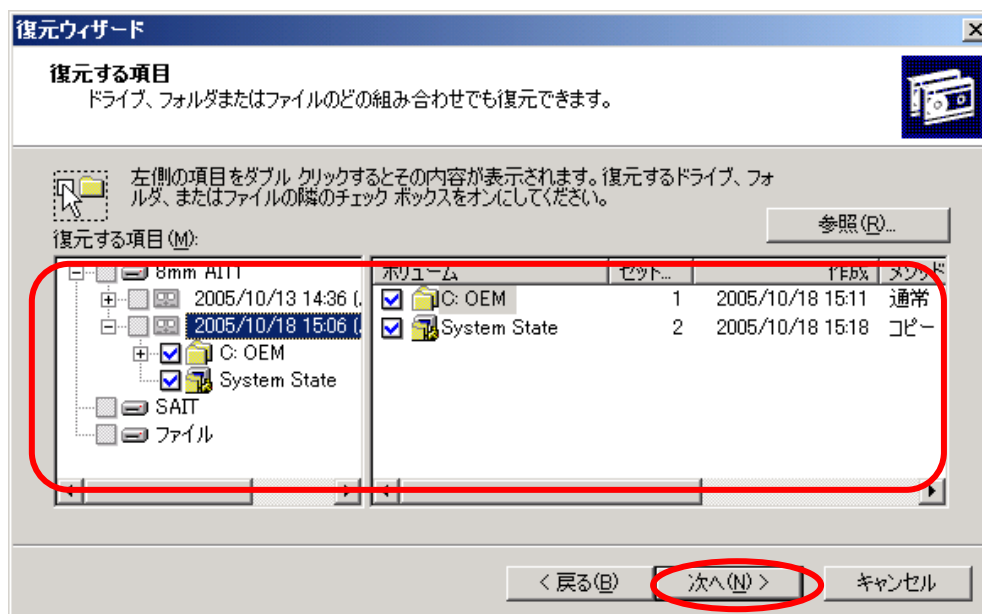 復元ウィザード
復元する項目
ドライブ、フォルダまたはファイルのどの組み合わせでも復元できます。
左側の項目をダブル クリックするとその内容が表示されます。復元するドライブ、フォ
ルダ、またはファイルの隣のチェック ボックスをオンにしてください。
参照(R)...
復元する項目(M):
8mm AIT1
2005/10/13 14:36 (.
2005/10/18 15:06 (.
C: OEM
System State
SAIT
ファイル
ボリューム セット... 作成 メソッド
C: OEM 1 2005/10/18 15:11 通常
System State 2 2005/10/18 15:18 コピー
< 戻る(B) 次へ(N) > キャンセル